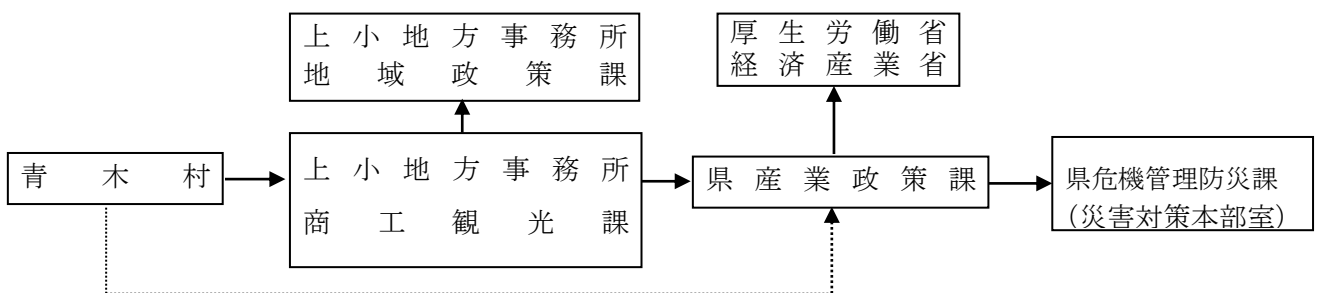 上小地方事務所
地域政策課
厚生労働省
経済産業省
青木村
上小地方事務所
商工観光課
県産業政策課
県危機管理防災課
（災害対策本部室）